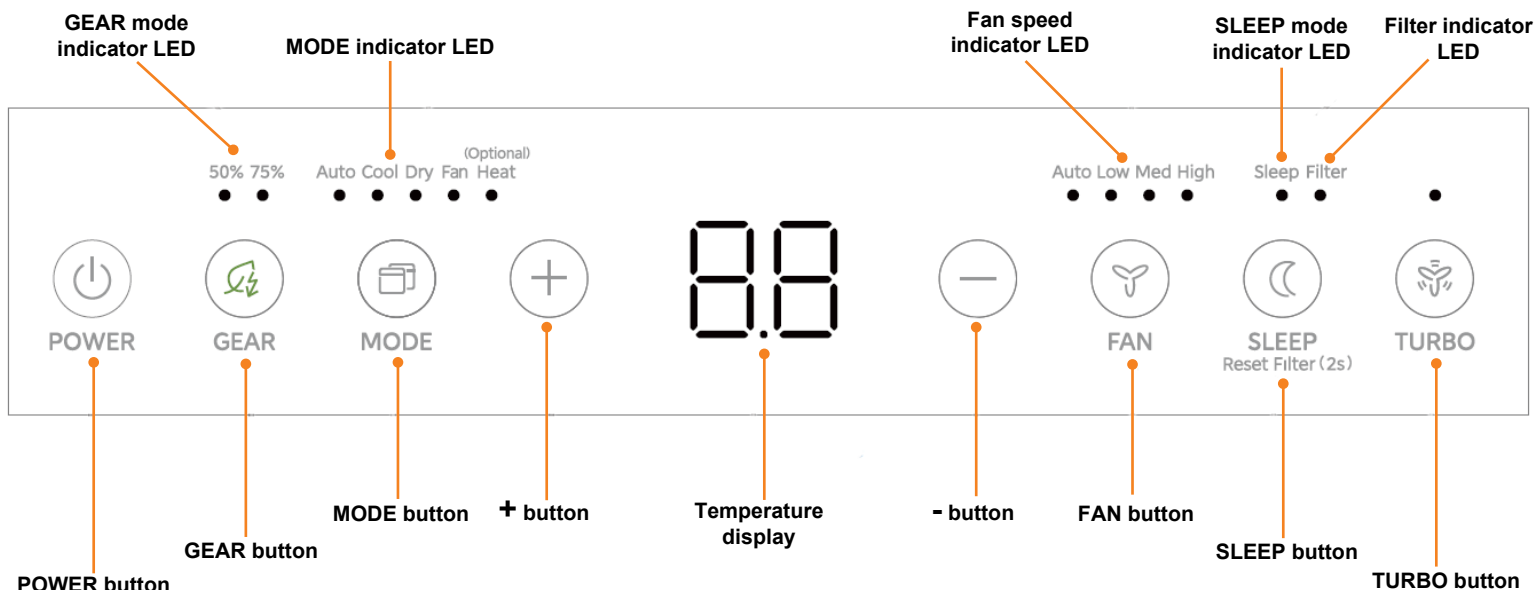 GEAR mode
indicator LED
MODE indicator LED
Fan speed
indicator LED
SLEEP mode
indicator LED
Filter indicator
LED
50% 75%
(Optional)
Auto Cool Dry Fan Heat
Auto Low Med High
Sleep Filter
8.8
POWER
GEAR
MODE
FAN
SLEEP
Reset Filter (2s)
TURBO
MODE button
+ button
Temperature
display
- button
FAN button
GEAR button
SLEEP button
POWER button
TURBO button